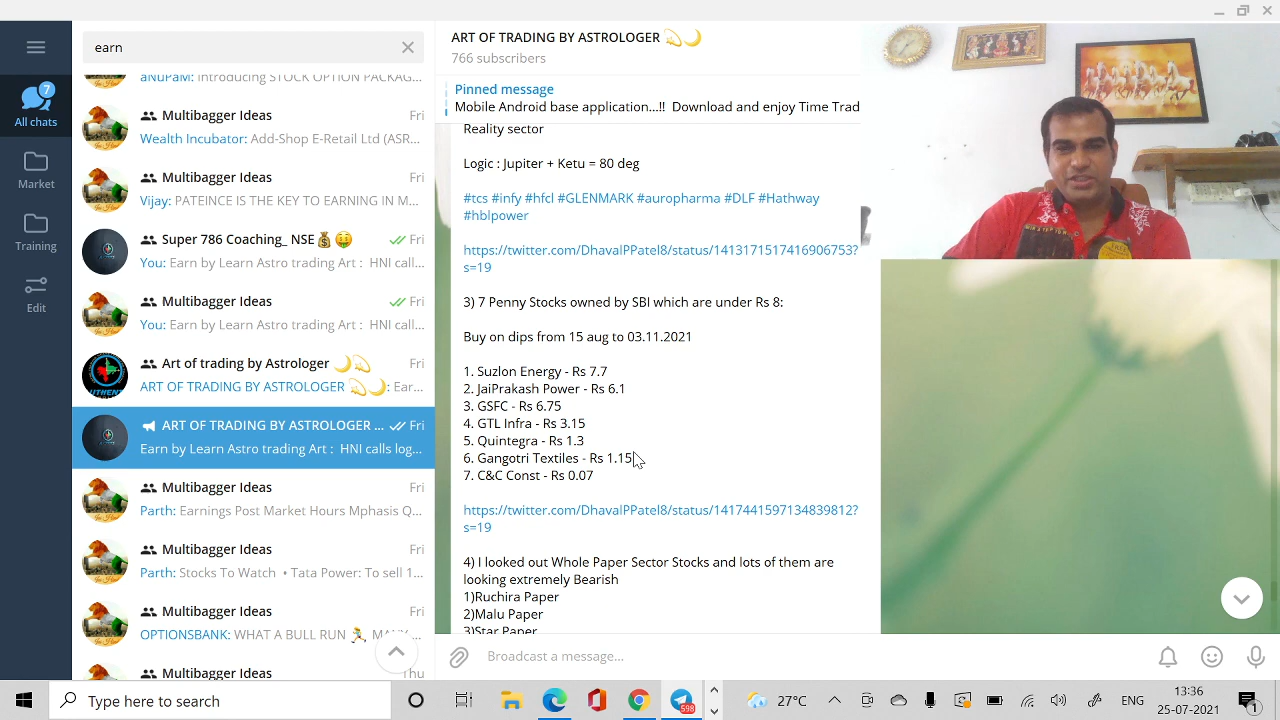 earn
All chats
7
Market
Training
Edit
aNuPaM: Introducing STOCK OPTION PACKAG...
Multibagger Ideas
Fri
Wealth Incubator: Add-Shop E-Retail Ltd (ASR...
Multibagger Ideas
Fri
Vijay: PATEINCE IS THE KEY TO EARNING IN M...
Super 786 Coaching_ NSE💰🤑
Fri
You: Earn by Learn Astro trading Art : HNI call...
Multibagger Ideas
Fri
You: Earn by Learn Astro trading Art : HNI call...
Art of trading by Astrologer 🌙💫
Fri
ART OF TRADING BY ASTROLOGER 💫🌙: Ear...
ART OF TRADING BY ASTROLOGER ...
Fri
Earn by Learn Astro trading Art : HNI calls log...
Multibagger Ideas
Fri
Parth: Earnings Post Market Hours Mphasis Q...
Multibagger Ideas
Fri
Parth: Stocks To Watch • Tata Power: To sell 1...
Multibagger Ideas
Fri
OPTIONSBANK: WHAT A BULL RUN 🏃
Multibagger Ideas
Thu
ART OF TRADING BY ASTROLOGER 💫🌙
766 subscribers
Pinned message
Mobile Android base application...!! Download and enjoy Time Trad
Reality sector
Logic : Jupiter + Ketu = 80 deg
#tcs #infy #hfcl #GLENMARK #auropharma #DLF #Hathway
#hblpower
https://twitter.com/DhavalPPatel8/status/1413171517416906753?
s=19
3) 7 Penny Stocks owned by SBI which are under Rs 8:
Buy on dips from 15 aug to 03.11.2021
1. Suzlon Energy - Rs 7.7
2. JaiPrakash Power - Rs 6.1
3. GSFC - Rs 6.75
4. GTL Infra - Rs 3.15
5. Quintegra - Rs 1.3
6. Gangotri Textiles - Rs 1.15
7. C&C Const - Rs 0.07
https://twitter.com/DhavalPPatel8/status/1417441597134839812?
s=19
4) I looked out Whole Paper Sector Stocks and lots of them are
looking extremely Bearish
1)Ruchira Paper
2)Malu Paper
3)Star Paper
Broadcast a message...
Type here to search
598
27°C
ENG
13:36
25-07-2021
1